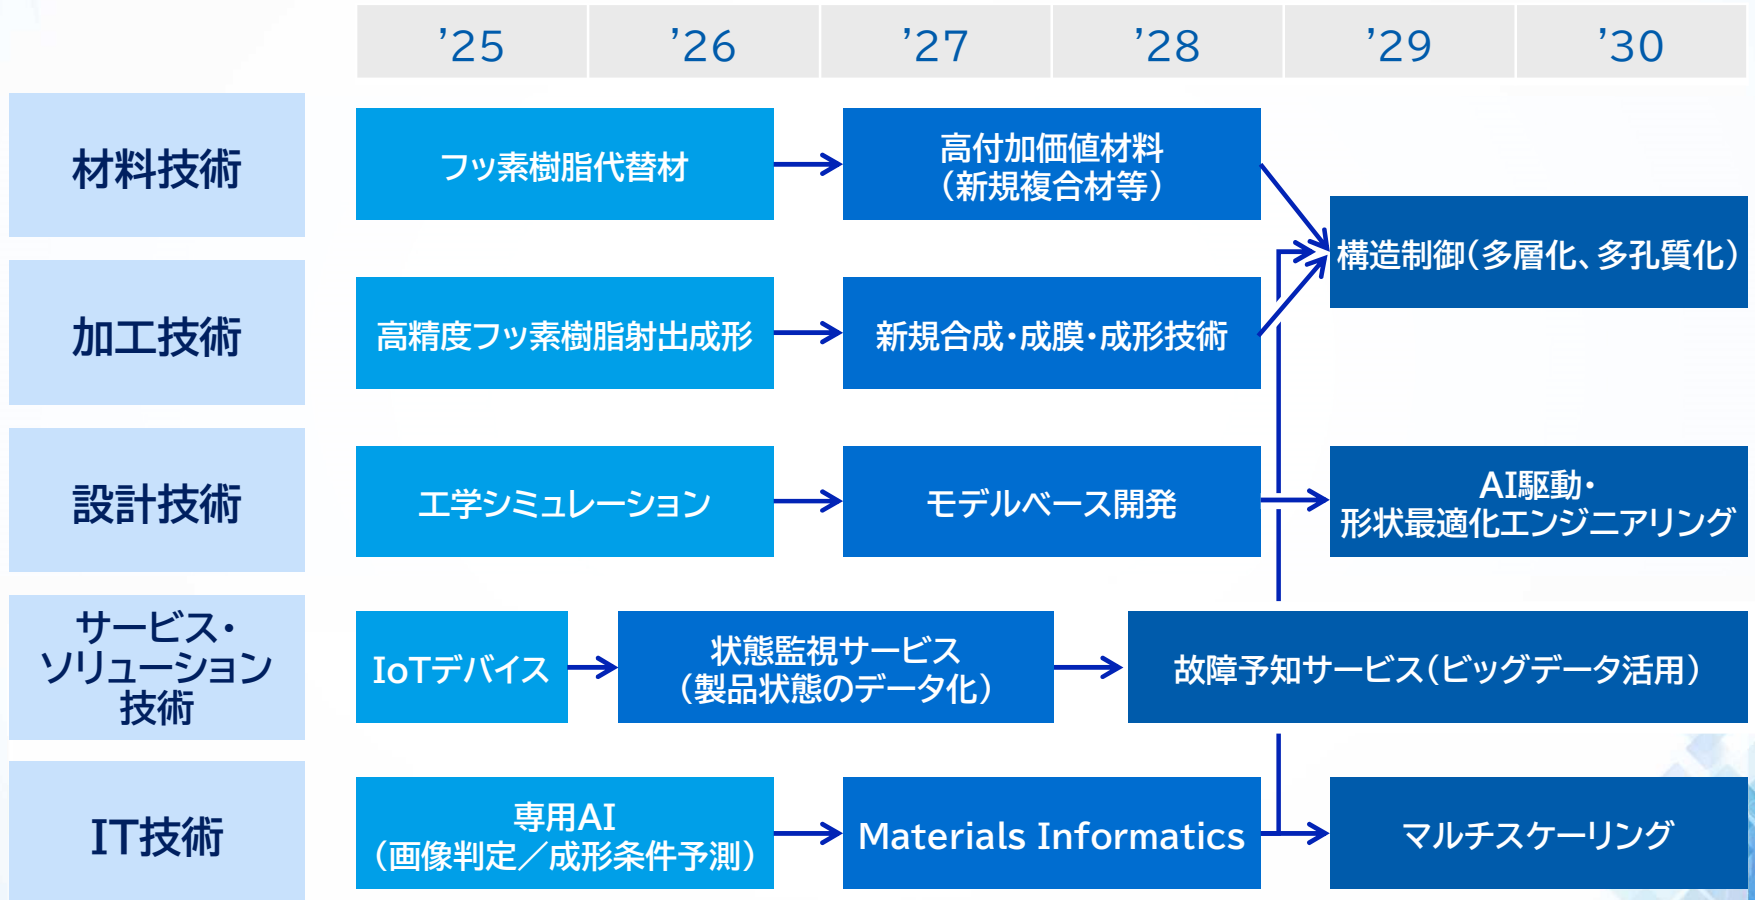 ’25
’26
’27
’28
’29
’30
材料技術
フッ素樹脂代替材
高付加価値材料
（新規複合材等）
構造制御（多層化、多孔質化）
加工技術
高精度フッ素樹脂射出成形
新規合成・成膜・成形技術
設計技術
工学シミュレーション
モデルベース開発
AI駆動・
形状最適化エンジニアリング
サービス・
ソリューション
技術
IoTデバイス
状態監視サービス
（製品状態のデータ化）
故障予知サービス（ビッグデータ活用）
IT技術
専用AI
（画像判定／成形条件予測）
Materials Informatics
マルチスケーリング